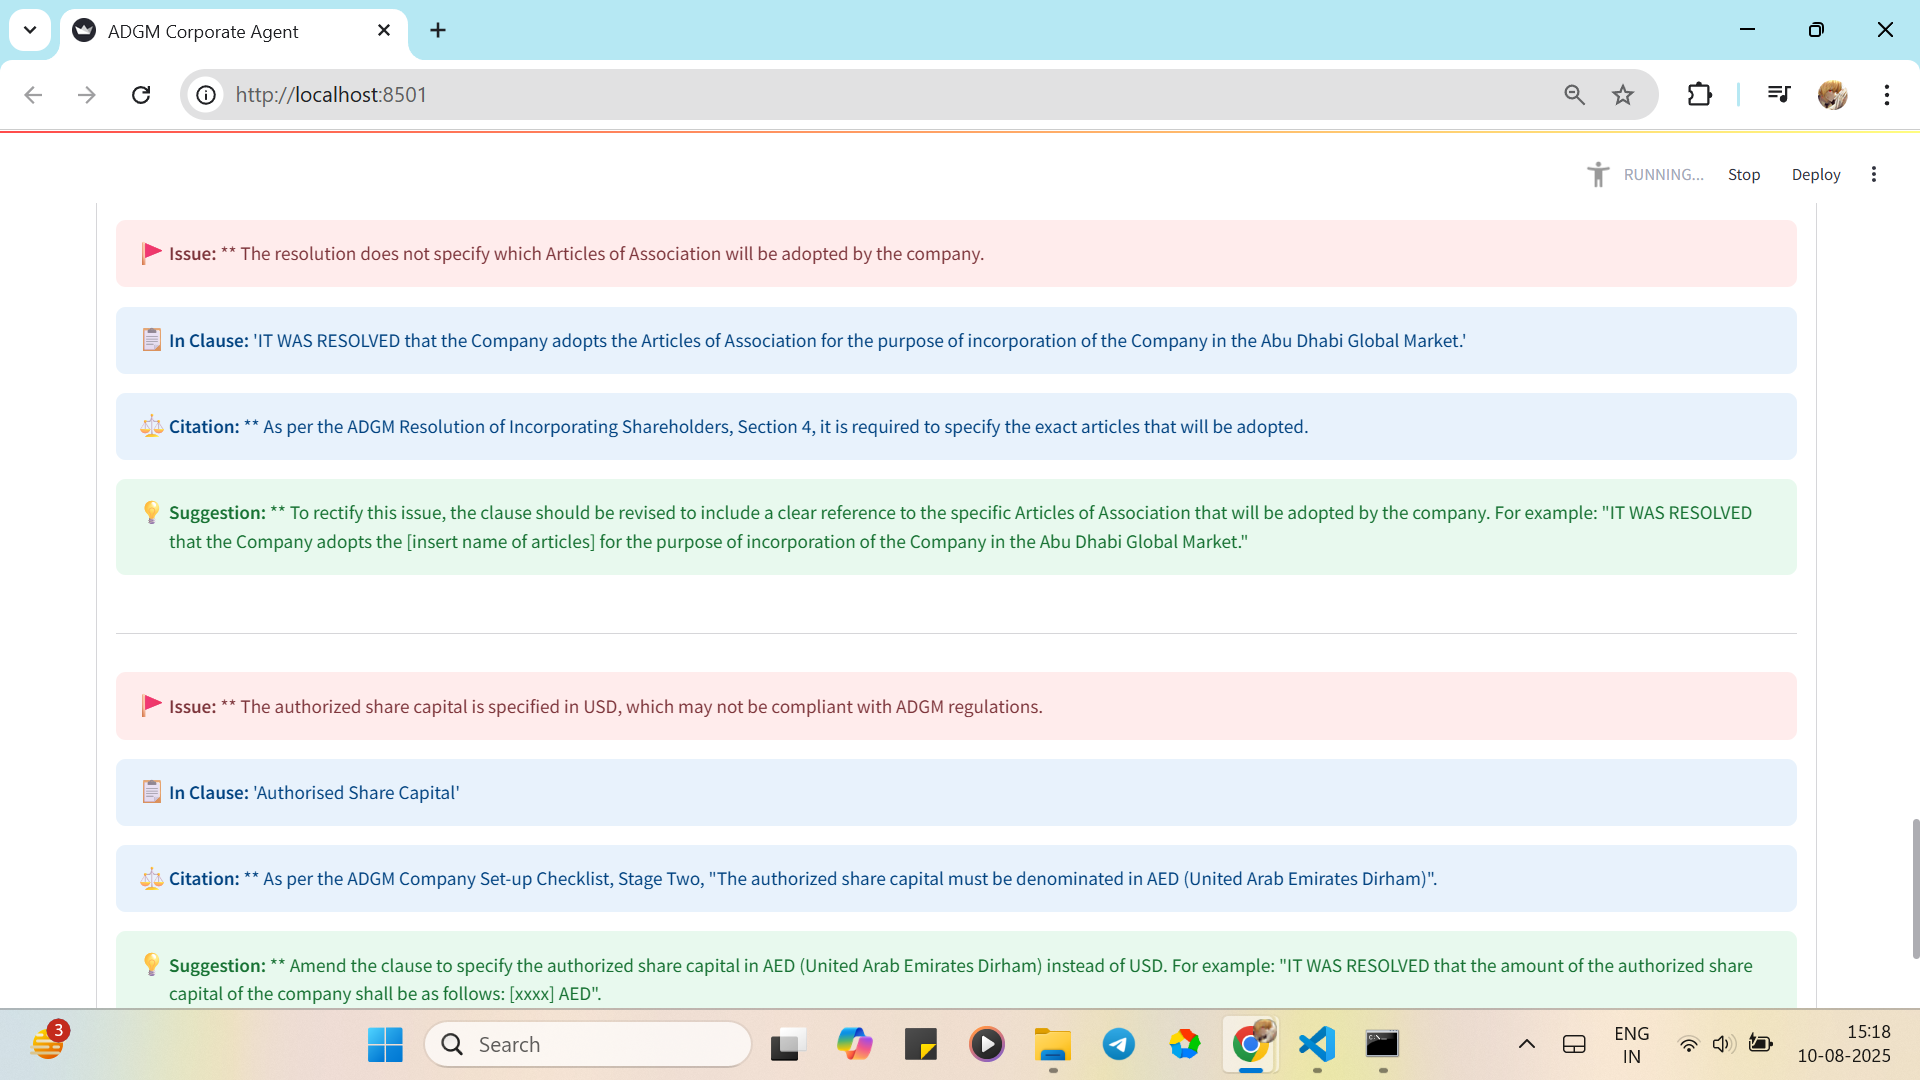 ADGM Corporate Agent
http://localhost:8501
RUNNING...
Stop
Deploy
Issue: ** The resolution does not specify which Articles of Association will be adopted by the company.
In Clause: 'IT WAS RESOLVED that the Company adopts the Articles of Association for the purpose of incorporation of the Company in the Abu Dhabi Global Market.'
Citation: ** As per the ADGM Resolution of Incorporating Shareholders, Section 4, it is required to specify the exact articles that will be adopted.
Suggestion: ** To rectify this issue, the clause should be revised to include a clear reference to the specific Articles of Association that will be adopted by the company. For example: "IT WAS RESOLVED
that the Company adopts the [insert name of articles] for the purpose of incorporation of the Company in the Abu Dhabi Global Market."
Issue: ** The authorized share capital is specified in USD, which may not be compliant with ADGM regulations.
In Clause: 'Authorised Share Capital'
Citation: ** As per the ADGM Company Set-up Checklist, Stage Two, "The authorized share capital must be denominated in AED (United Arab Emirates Dirham)".
Suggestion: ** Amend the clause to specify the authorized share capital in AED (United Arab Emirates Dirham) instead of USD. For example: "IT WAS RESOLVED that the amount of the authorized share
capital of the company shall be as follows: [xxxx] AED".
3
Search
ENG
IN
15:18
10-08-2025